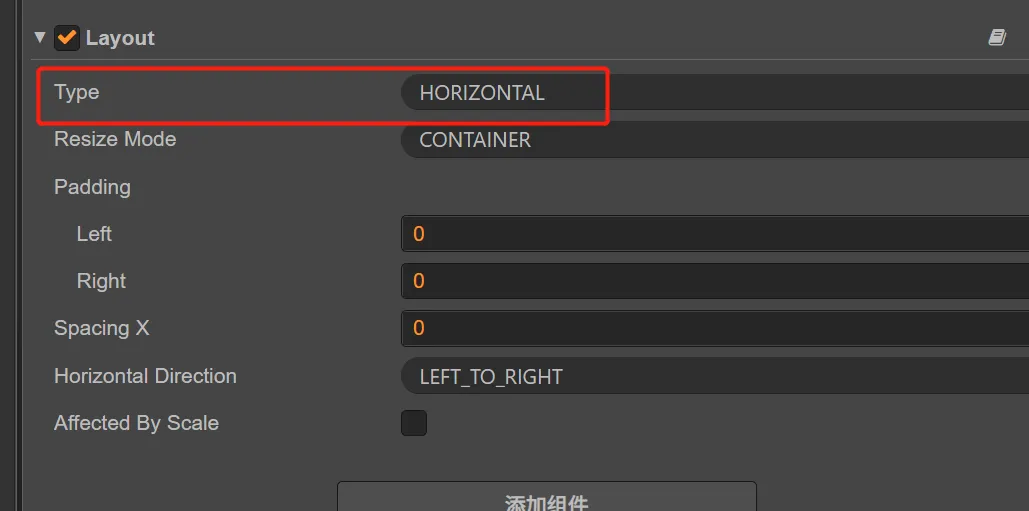 Layout
Type HORIZONTAL
Resize Mode CONTAINER
Padding
Left 0
Right 0
Spacing X 0
Horizontal Direction LEFT_TO_RIGHT
Affected By Scale
添加组件